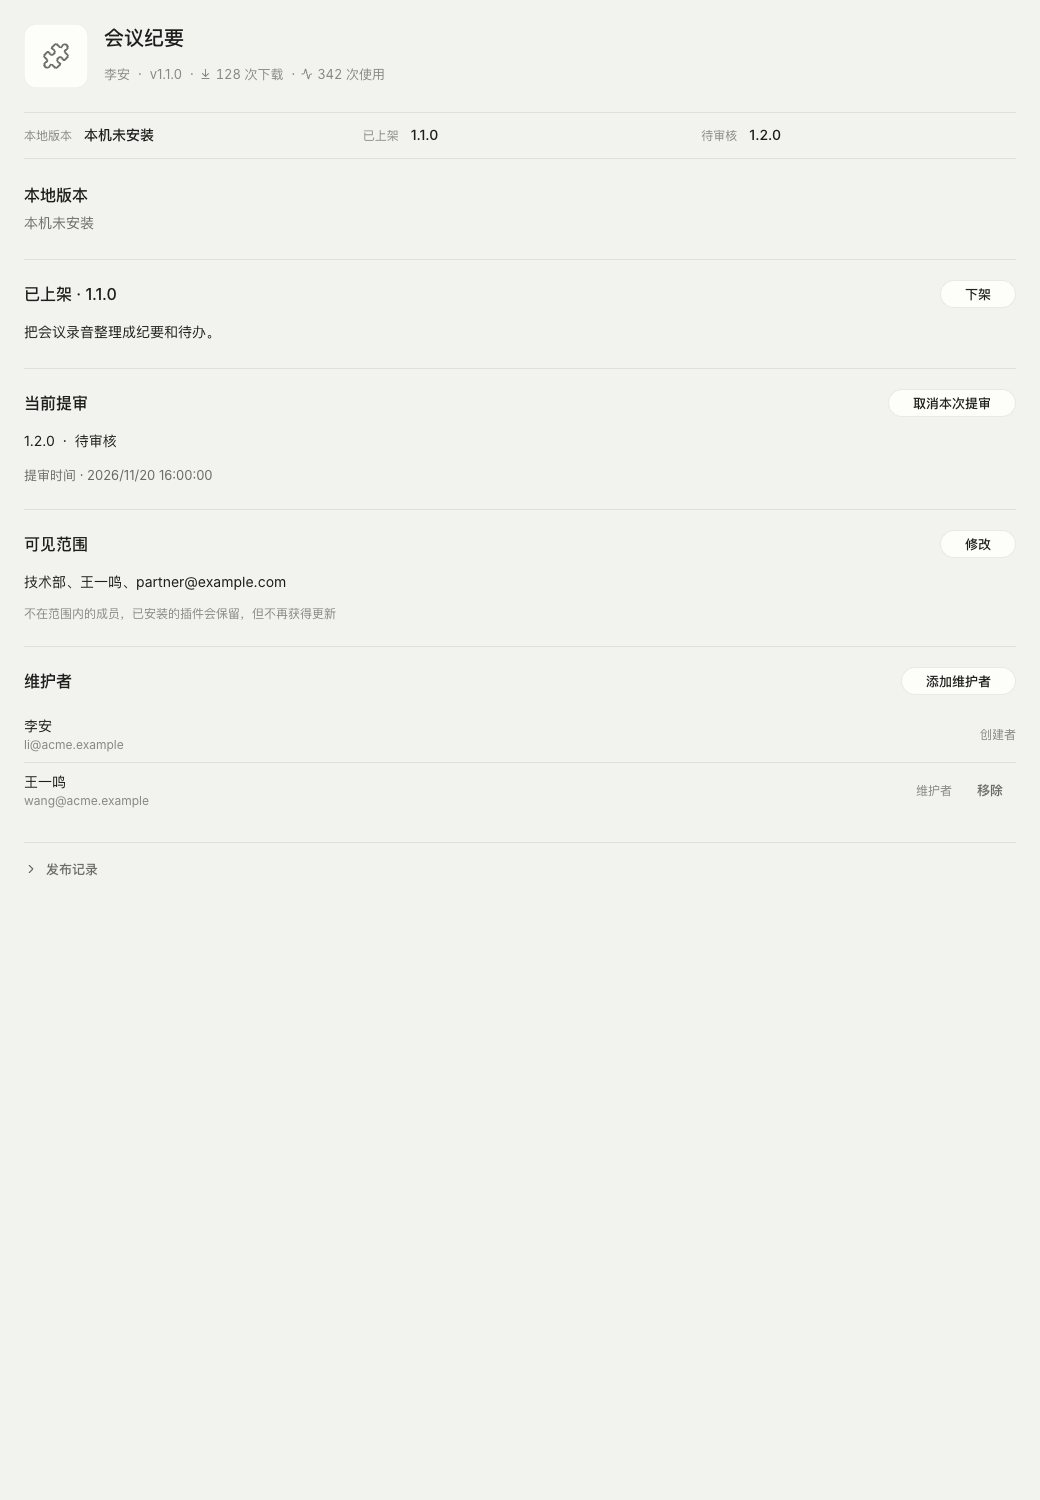 会议纪要
李安 · v1.1.0 · 128 次下载 · 342 次使用
本地版本 本机未安装 已上架 1.1.0 待审核 1.2.0
本地版本
本机未安装
已上架 · 1.1.0 下架
把会议录音整理成纪要和待办。
当前提审 取消本次提审
1.2.0 · 待审核
提审时间 · 2026/11/20 16:00:00
可见范围 修改
技术部、王一鸣、partner@example.com
不在范围内的成员，已安装的插件会保留，但不再获得更新
维护者 添加维护者
李安
li@acme.example 创建者
王一鸣
wang@acme.example 维护者 移除
发布记录